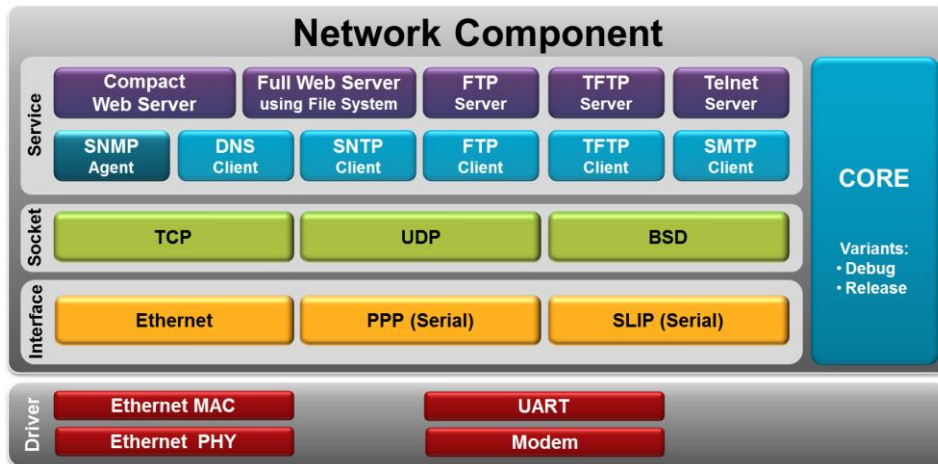 Network Component
Service
Compact
Web Server
Full Web Server
using File System
FTP
Server
TFTP
Server
Telnet
Server
SNMP
Agent
DNS
Client
SNTP
Client
FTP
Client
TFTP
Client
SMTP
Client
Socket
TCP
UDP
BSD
Interface
Ethernet
PPP (Serial)
SLIP (Serial)
CORE
Variants:
• Debug
• Release
Driver
Ethernet MAC
UART
Ethernet PHY
Modem